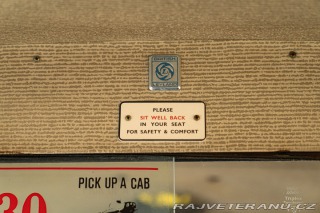 PLEASE
SIT WELL BACK
IN YOUR SEAT
FOR SAFETY & COMFORT
PICK UP A CAB
30
RAJVETERANU.CZ